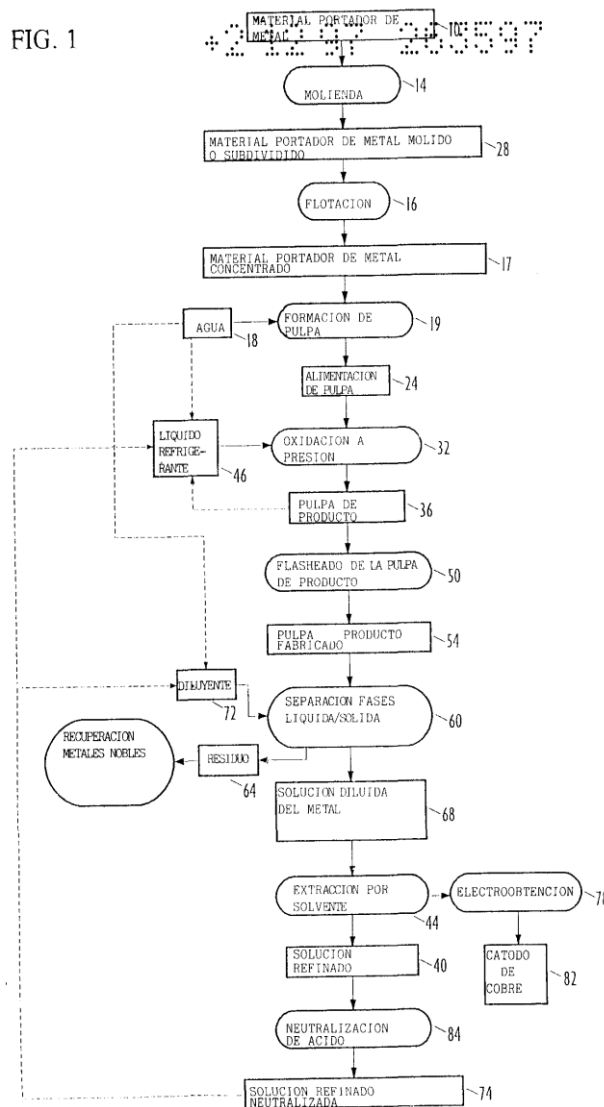 FIG. 1
+212 97 265597
MATERIAL PORTADOR DE
METAL
10
MOLIENDA
14
MATERIAL PORTADOR DE METAL MOLIDO
O SUBDIVIDIDO
28
FLOTACION
16
MATERIAL PORTADOR DE METAL
CONCENTRADO
17
AGUA
18
FORMACION DE
PULPA
19
ALIMENTACION
DE PULPA
24
LIQUIDO
REFRIGE-
RANTE
46
OXIDACION A
PRESION
32
PULPA DE
PRODUCTO
36
FLASHEADO DE LA PULPA
DE PRODUCTO
50
PULPA PRODUCTO
FABRICADO
54
DILUYENTE
72
SEPARACION FASES
LIQUIDA/SOLIDA
60
RECUPERACION
METALES NOBLES
RESIDUO
64
SOLUCION DILUIDA
DEL METAL
68
EXTRACCION POR
SOLVENTE
44
ELECTROOBTENCION
78
SOLUCION
REFINADO
40
CATODO
DE
COBRE
82
NEUTRALIZACION
DE ACIDO
84
SOLUCION REFINADO
NEUTRALIZADA
74